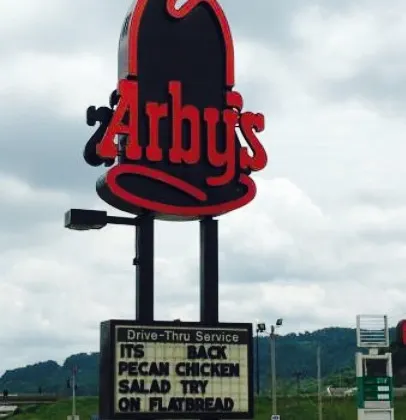 Arby's
Drive-Thru Service
ITS BACK
PECAN CHICKEN
SALAD TRY
ON FLATBREAD